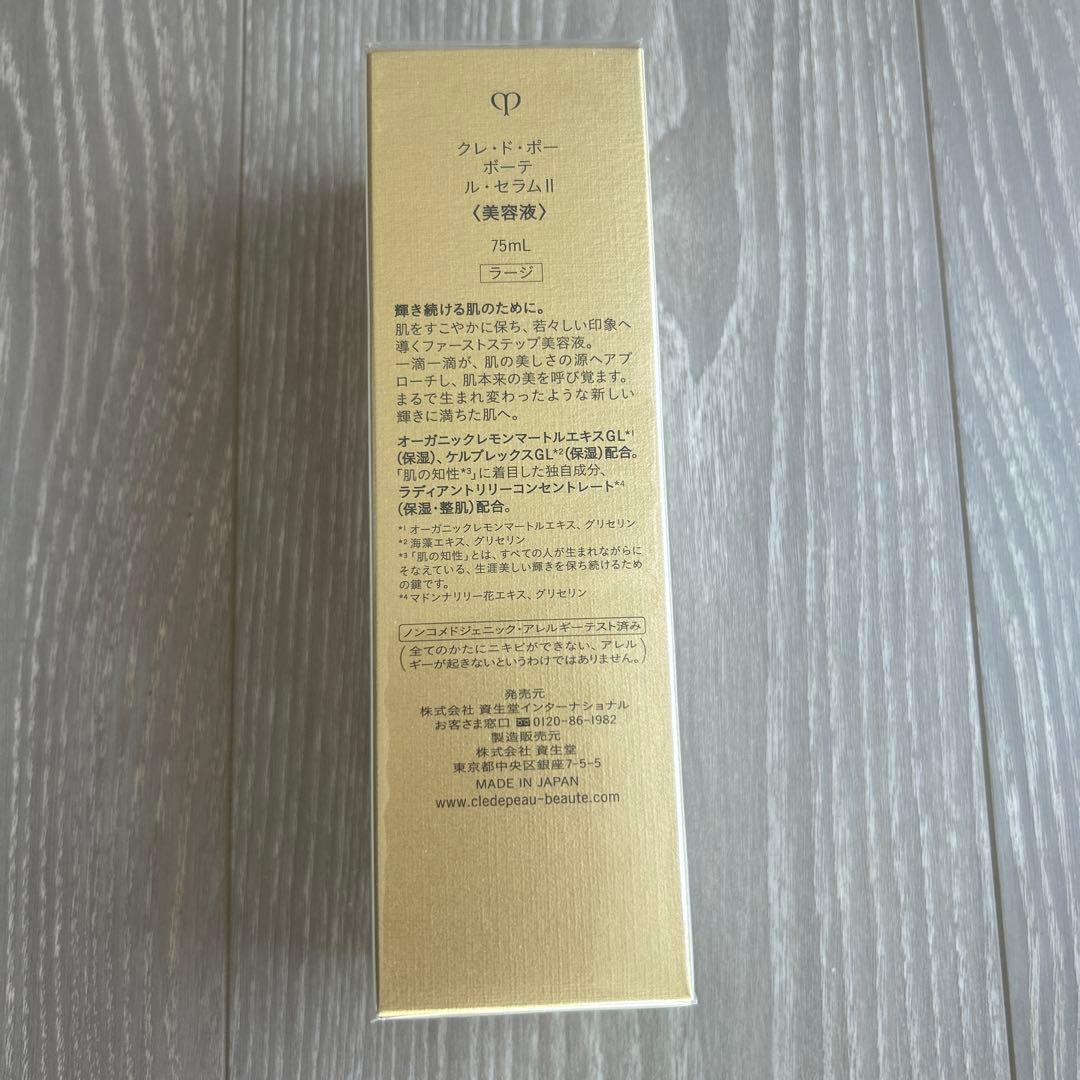 クレ・ド・ポー
ボーテ
ル・セラムII
〈美容液〉
75mL
ラージ
輝き続ける肌のために。
肌をすこやかに保ち、若々しい印象へ
導くファーストステップ美容液。
一滴一滴が、肌の美しさの源へアプ
ローチし、肌本来の美を呼び覚ます。
まるで生まれ変わったような新しい
輝きに満ちた肌へ。
オーガニックレモンマートルエキスGL*1
(保湿)、ケルプレックスGL*2(保湿)配合。
「肌の知性*3」に着目した独自成分、
ラディアントリリーコンセントレート*4
(保湿・整肌)配合。
*1 オーガニックレモンマートルエキス、グリセリン
*2 海藻エキス、グリセリン
*3「肌の知性」とは、すべての人が生まれながらに
そなえている、生涯美しい輝きを保ち続けるため
の鍵です。
*4 マドンナリリー花エキス、グリセリン
ノンコメドジェニック・アレルギーテスト済み
(全てのかたにニキビができない、アレル
ギーが起きないというわけではありません。)
発売元
株式会社 資生堂インターナショナル
お客さま窓口 0120-86-1982
製造販売元
株式会社 資生堂
東京都中央区銀座7-5-5
MADE IN JAPAN
www.cledepeau-beaute.com